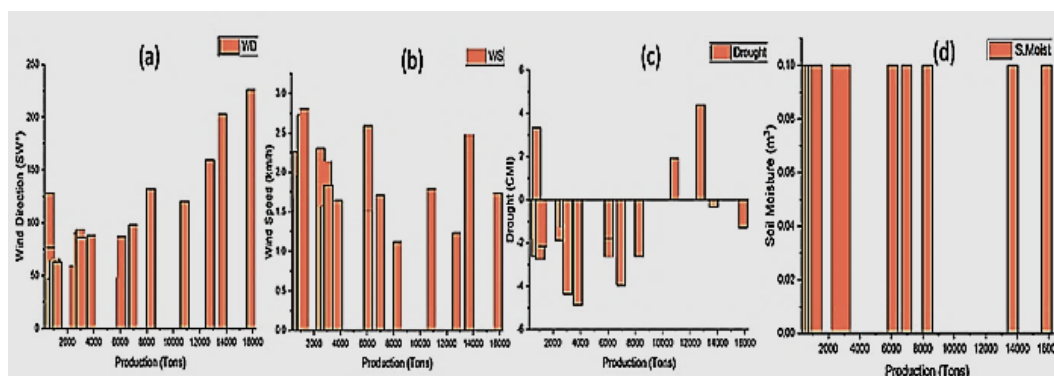 (a)
WD
Wind Direction (SW°)
250
200
150
100
50
0
2000 4000 6000 8000 10000 12000 14000 16000
Production (Tons)
(b)
WS
Wind Speed (km/h)
3.0
2.5
2.0
1.5
1.0
0.5
0.0
2000 4000 6000 8000 10000 12000 14000 16000
Production (Tons)
(c)
Drought
Drought (CMI)
6
4
2
0
-2
-4
-6
2000 4000 6000 8000 10000 12000 14000 16000
Production (Tons)
(d)
S.Moist
Soil Moisture (m³)
0.10
0.08
0.06
0.04
0.02
0.00
2000 4000 6000 8000 10000 12000 14000 16000
Production (Tons)